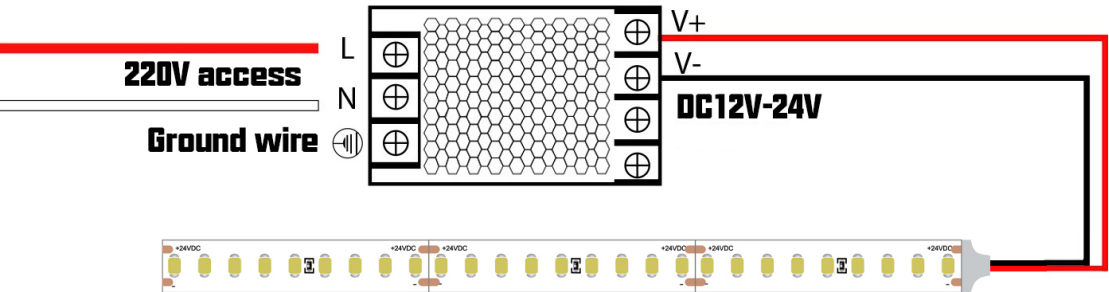 V+
L
V-
220V access
N
DC12V-24V
Ground wire
+24VDC +24VDC +24VDC +24VDC +24VDC +24VDC
- - - - - -